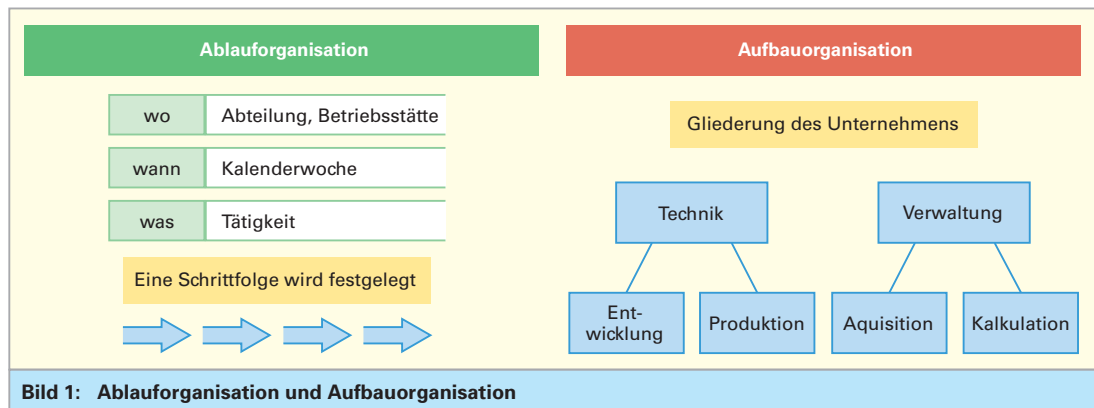 Ablauforganisation
wo Abteilung, Betriebsstätte
wann Kalenderwoche
was Tätigkeit
Eine Schrittfolge wird festgelegt
Aufbauorganisation
Gliederung des Unternehmens
Technik
Verwaltung
Ent-
wicklung
Produktion
Aquisition
Kalkulation
Bild 1: Ablauforganisation und Aufbauorganisation